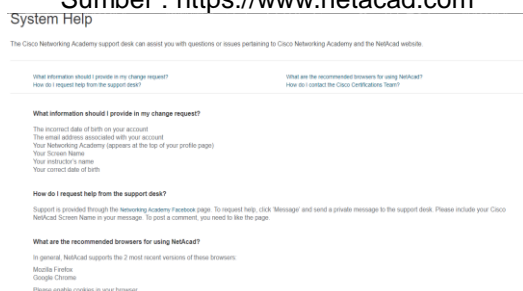 Sumber : https://www.netacad.com
System Help
The Cisco Networking Academy support desk can assist you with questions or issues pertaining to Cisco Networking Academy and the NetAcad website.
What information should I provide in my change request? What are the recommended browsers for using NetAcad?
How do I request help from the support desk? How do I contact the Cisco Certifications Team?
What information should I provide in my change request?
The incorrect date of birth on your account
The email address associated with your account
Your Networking Academy (appears at the top of your profile page)
Your Screen Name
Your instructor's name
Your correct date of birth
How do I request help from the support desk?
Support is provided through the Networking Academy Facebook page. To request help, click 'Message' and send a private message to the support desk. Please include your Cisco
NetAcad Screen Name in your message. To post a comment, you need to like the page.
What are the recommended browsers for using NetAcad?
In general, NetAcad supports the 2 most recent versions of these browsers:
Mozilla Firefox
Google Chrome
Please enable cookies in your browser